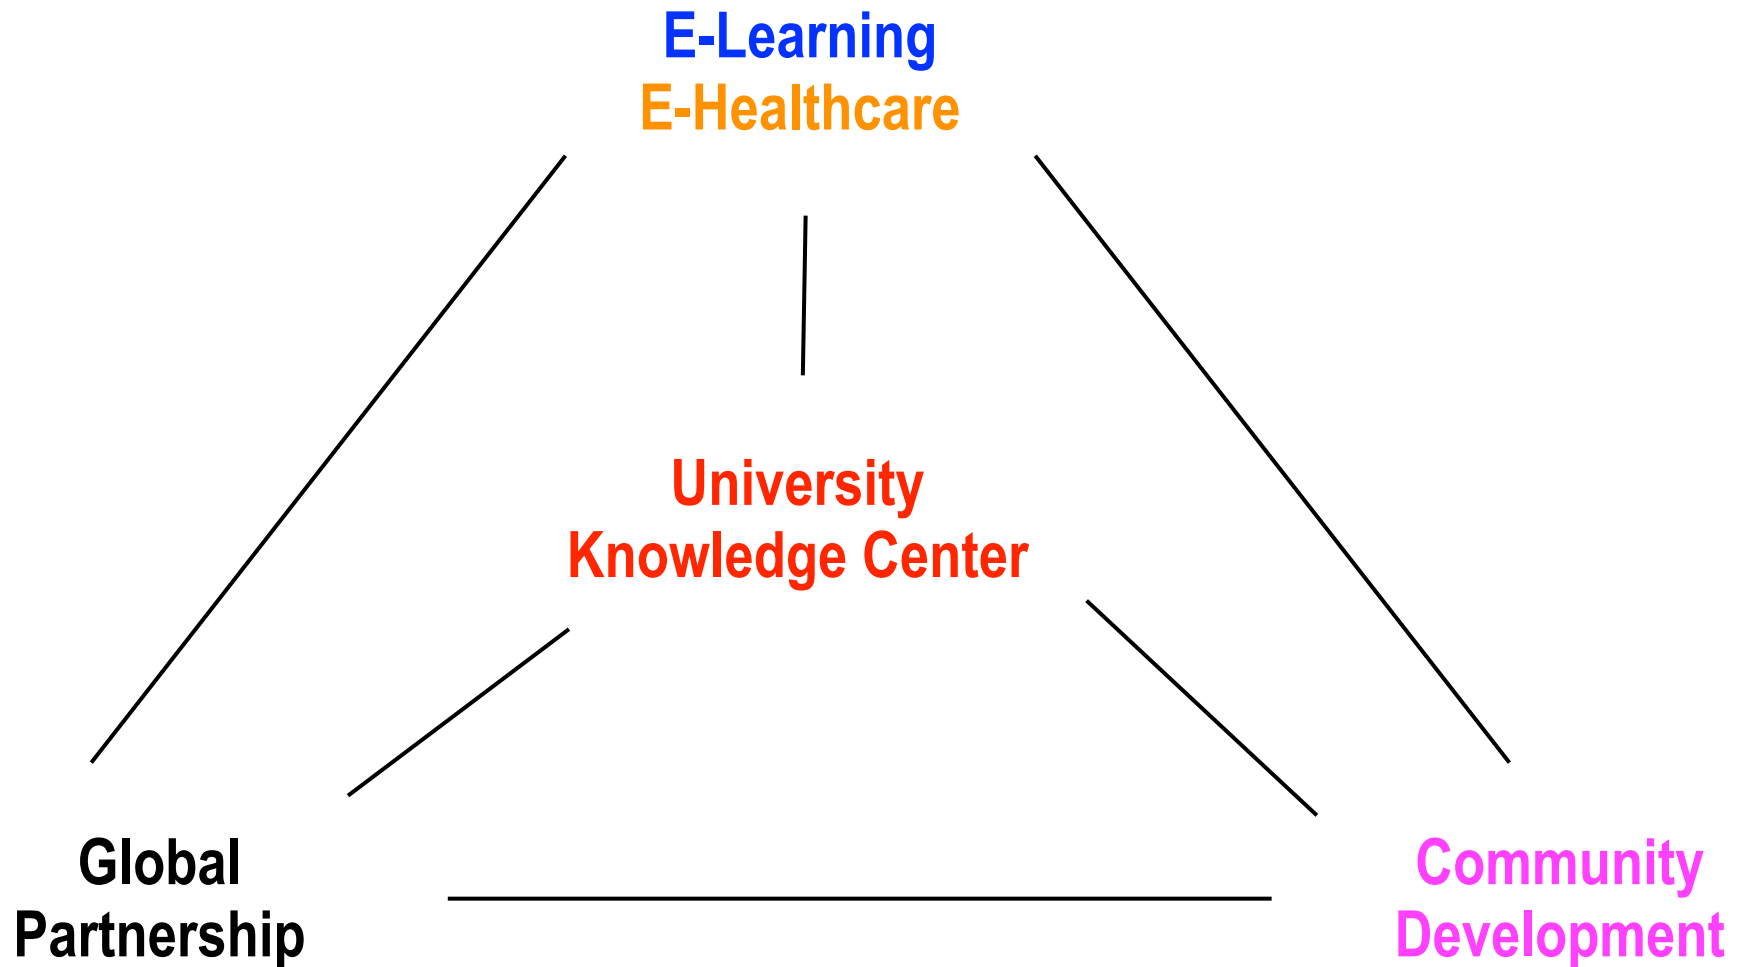 E-Learning
E-Healthcare
University
Knowledge Center
Global
Partnership
Community
Development